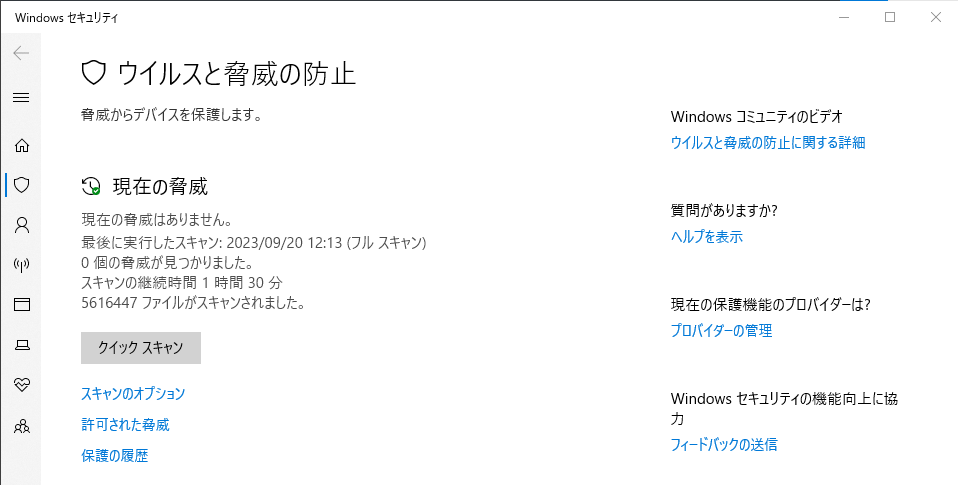 Windows セキュリティ
ウイルスと脅威の防止
脅威からデバイスを保護します。
現在の脅威
現在の脅威はありません。
最後に実行したスキャン: 2023/09/20 12:13 (フル スキャン)
0 個の脅威が見つかりました。
スキャンの継続時間 1 時間 30 分
5616447 ファイルがスキャンされました。
クイック スキャン
スキャンのオプション
許可された脅威
保護の履歴
Windows コミュニティのビデオ
ウイルスと脅威の防止に関する詳細
質問がありますか?
ヘルプを表示
現在の保護機能のプロバイダーは?
プロバイダーの管理
Windows セキュリティの機能向上に協
力
フィードバックの送信